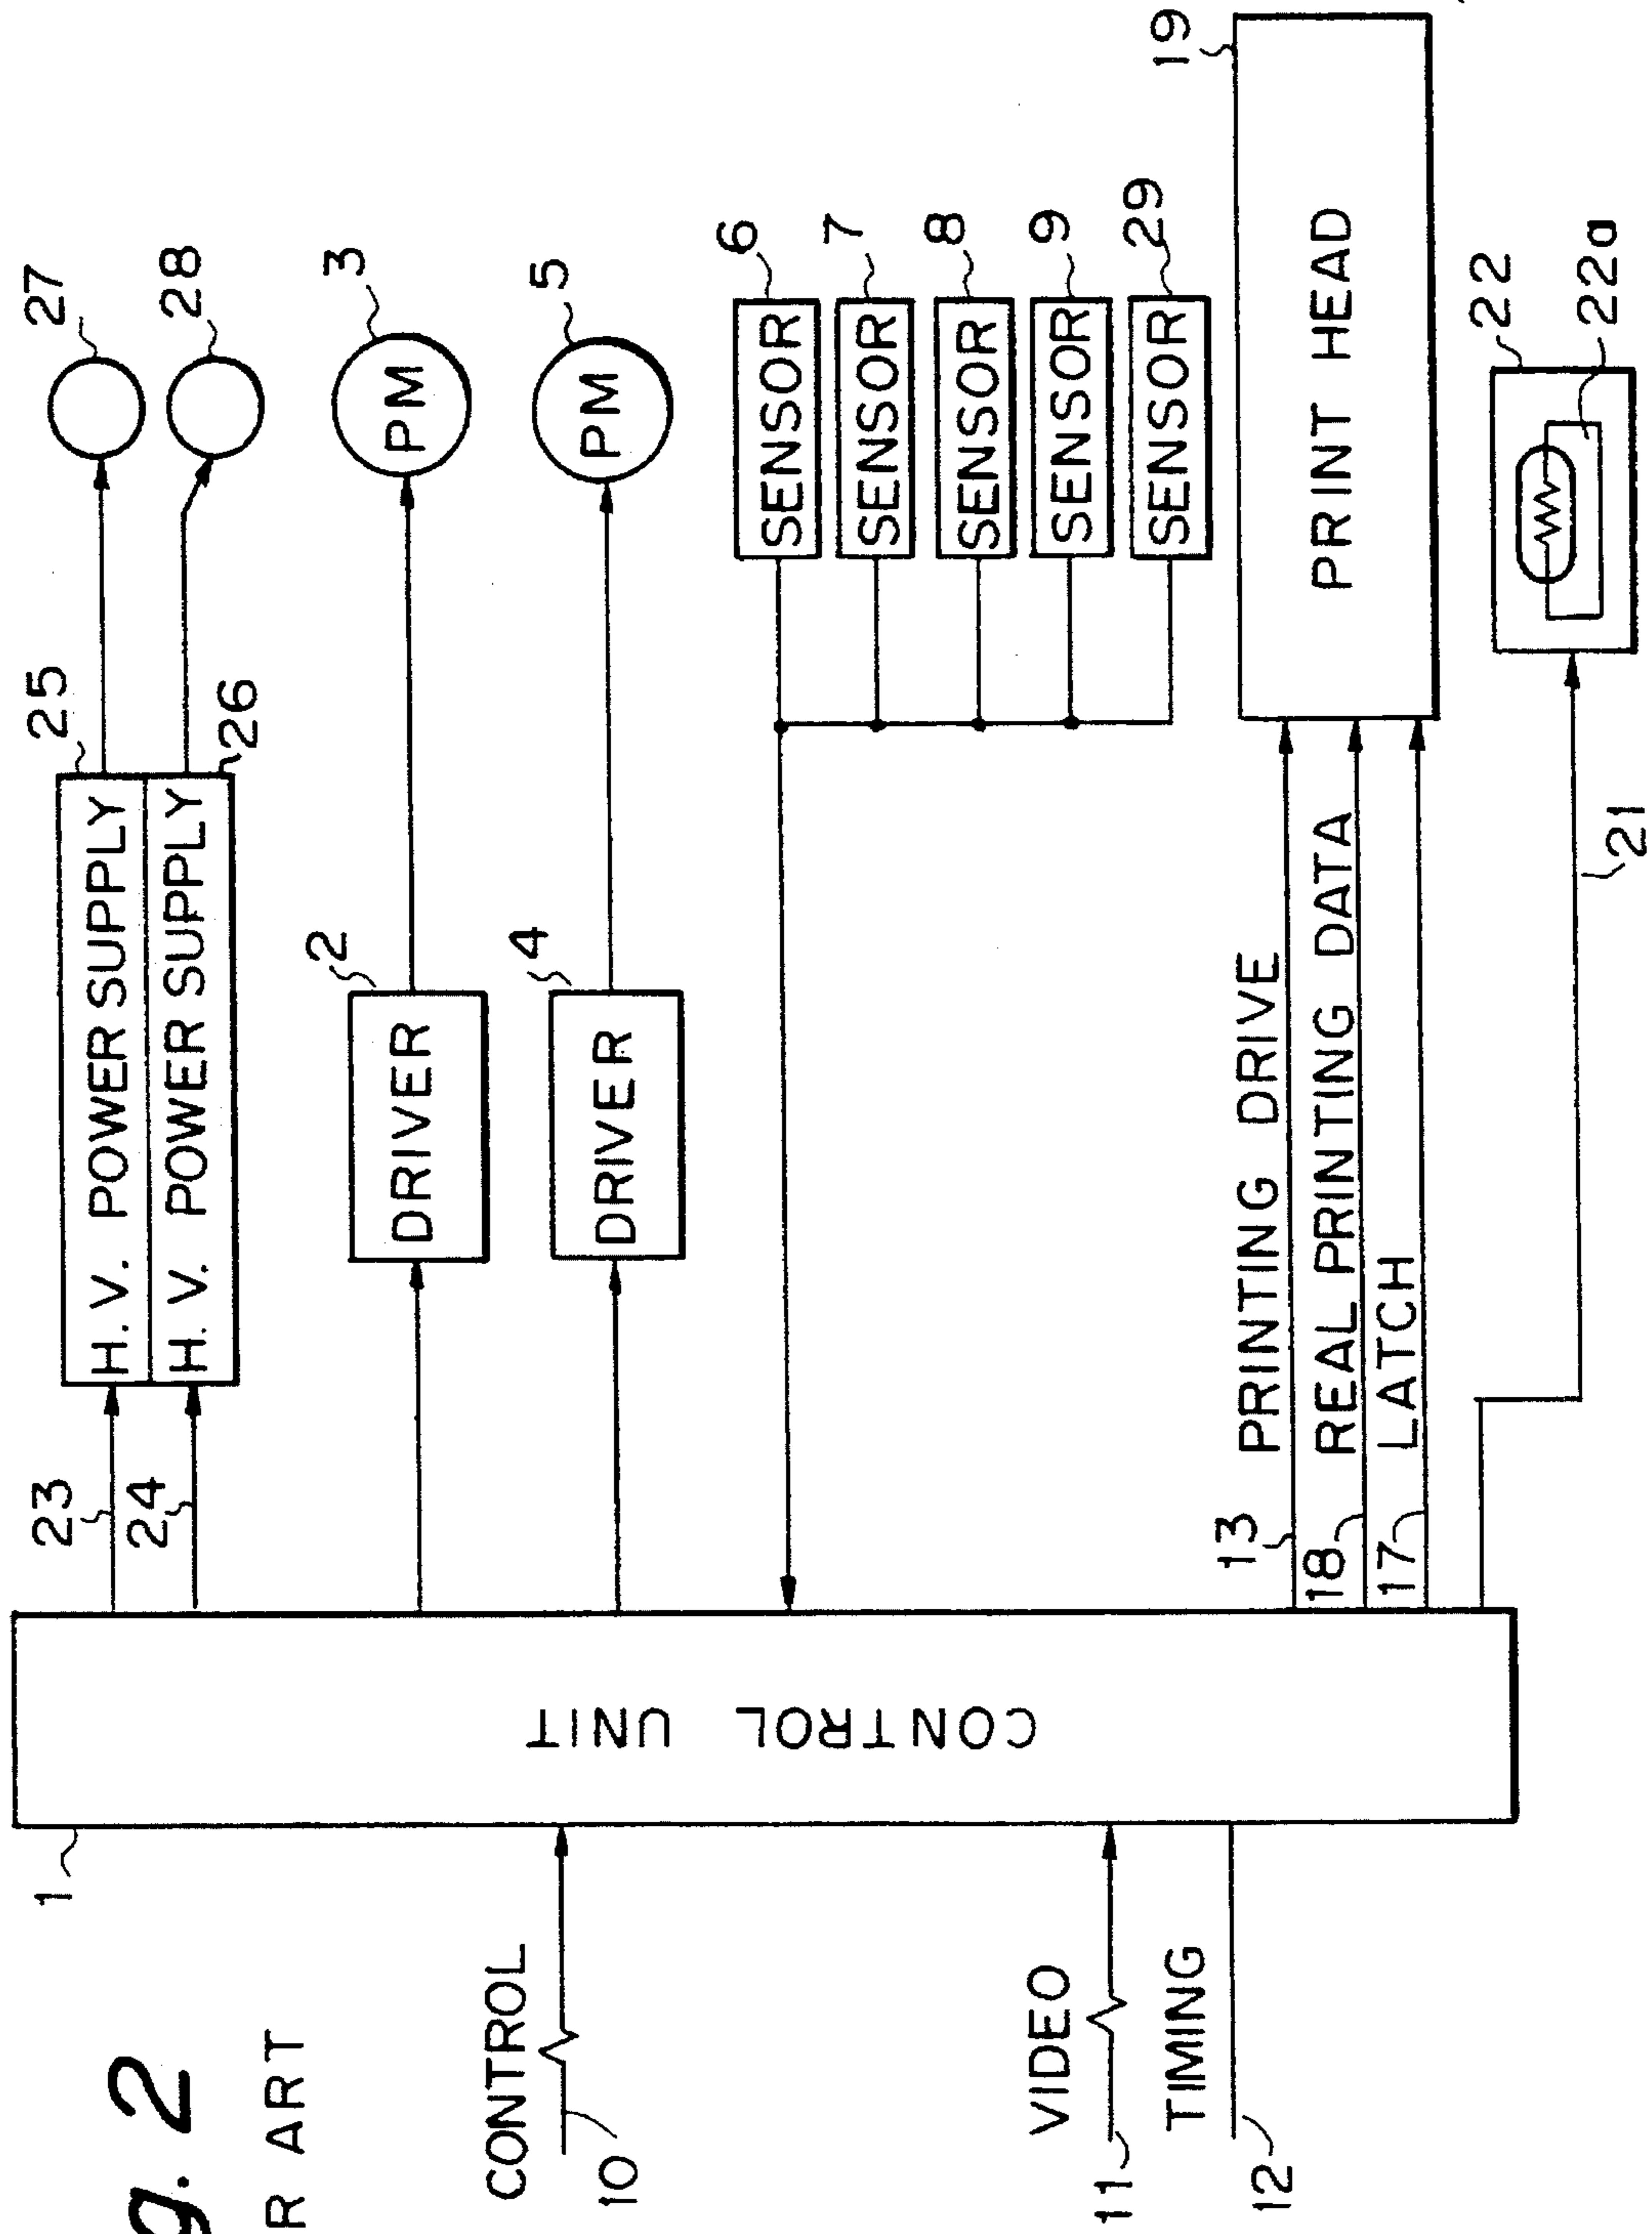 g. 2
R ART
1
CONTROL UNIT
CONTROL
10
VIDEO
11
TIMING
12
23
24
H. V. POWER SUPPLY
25
H. V. POWER SUPPLY
26
27
28
DRIVER
2
PM
3
DRIVER
4
PM
5
SENSOR
6
SENSOR
7
SENSOR
8
SENSOR
9
SENSOR
29
13
PRINTING DRIVE
18
REAL PRINTING DATA
17
LATCH
PRINT HEAD
19
21
22
22a